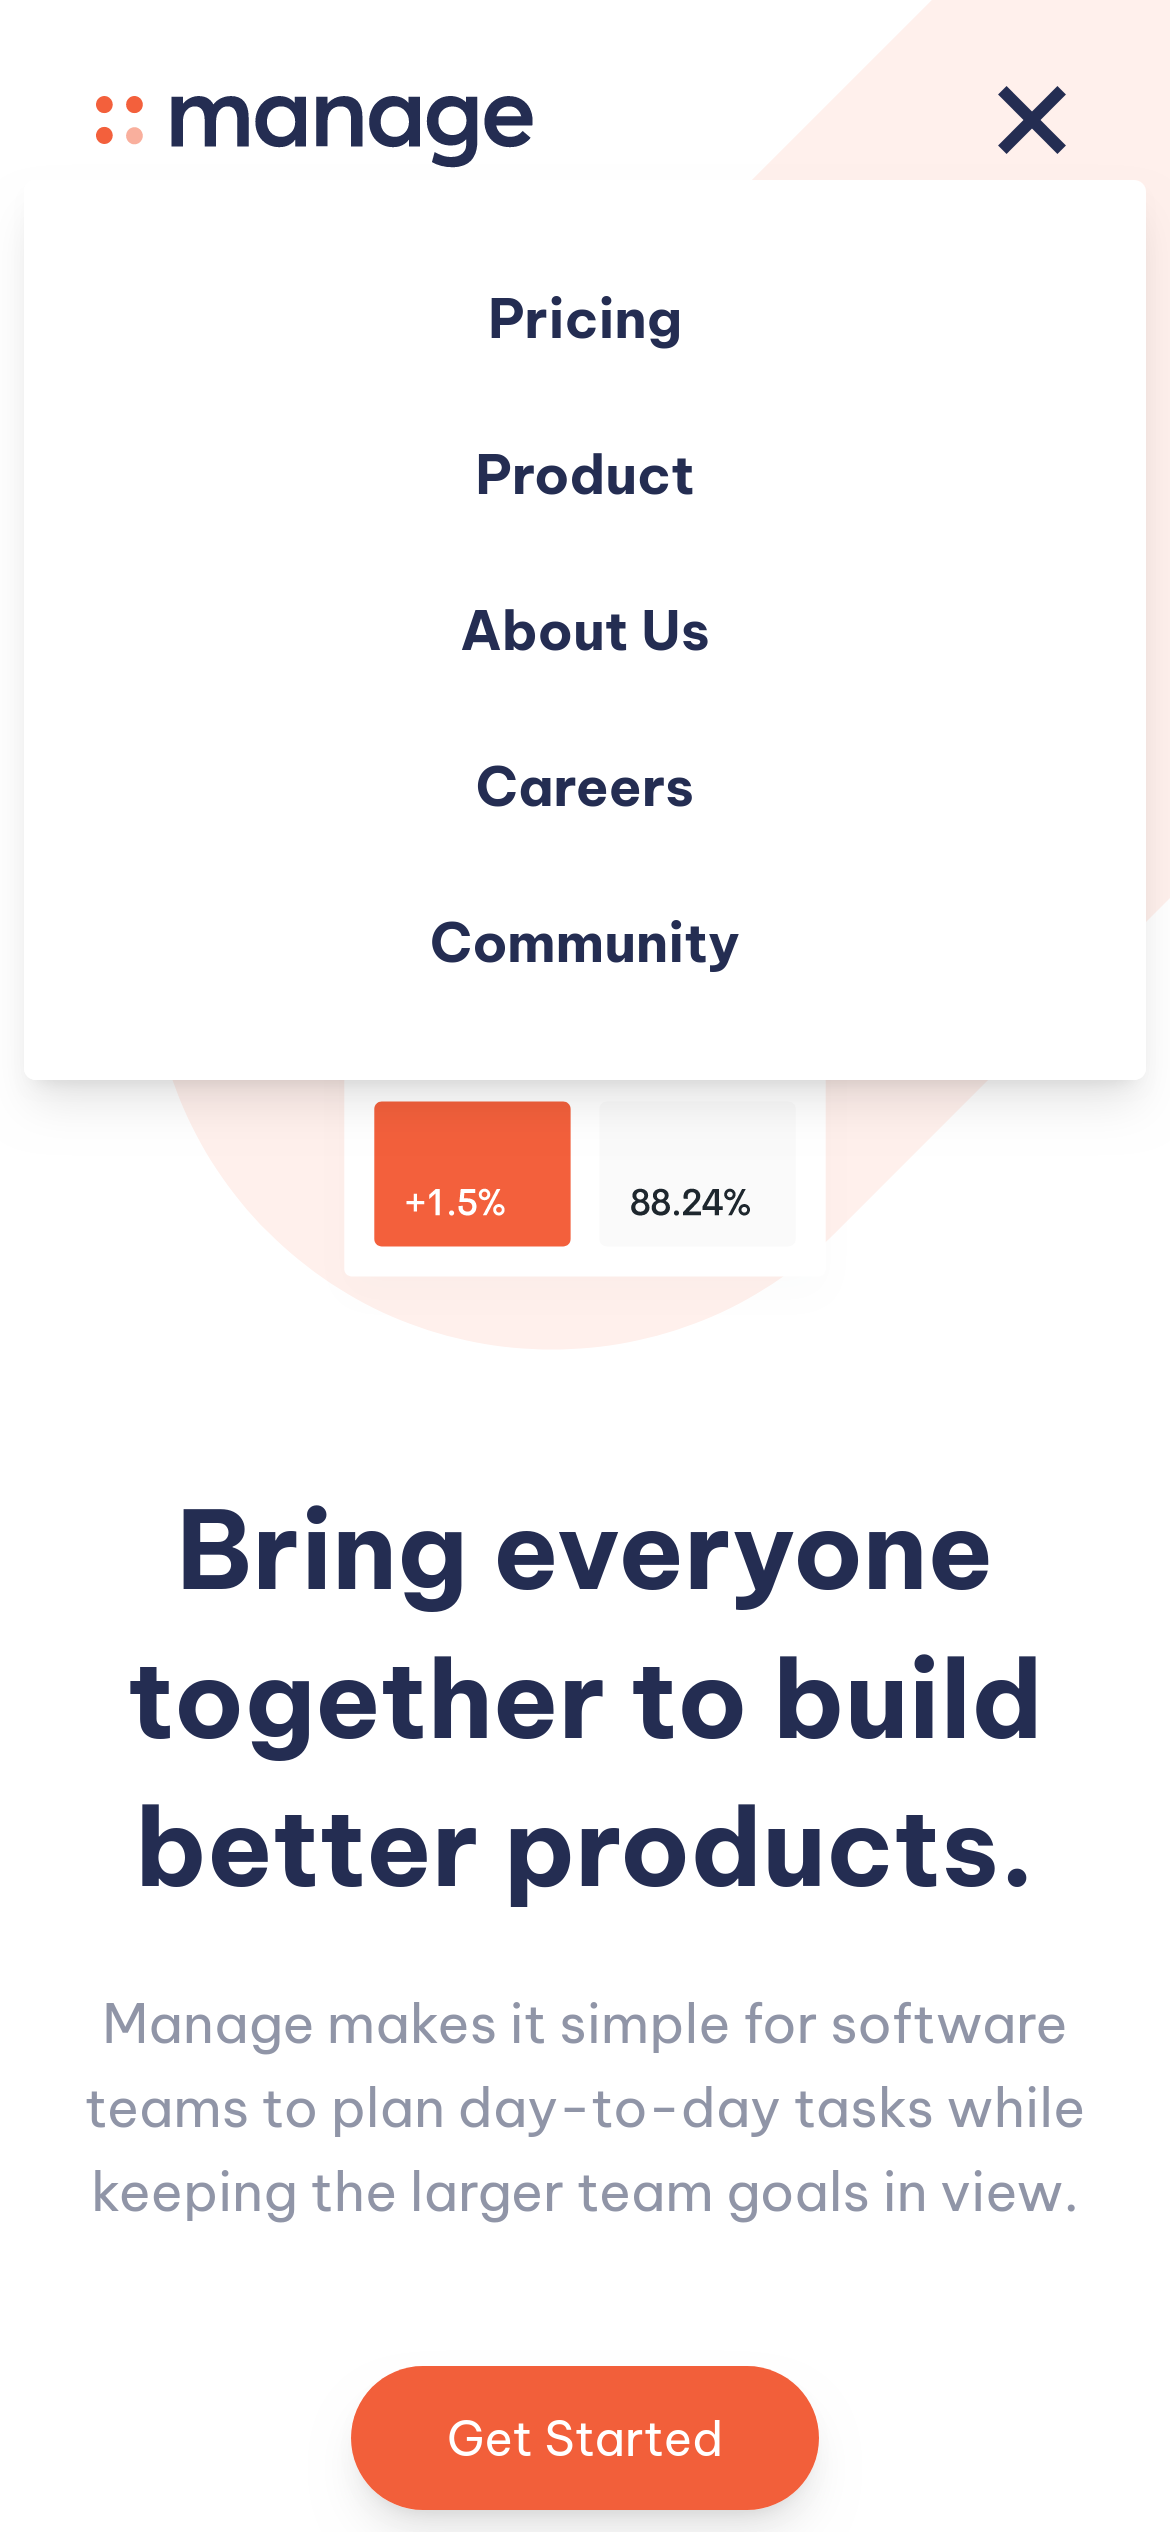 manage
Pricing
Product
About Us
Careers
Community
+1.5% 88.24%
Bring everyone
together to build
better products.
Manage makes it simple for software
teams to plan day-to-day tasks while
keeping the larger team goals in view.
Get Started